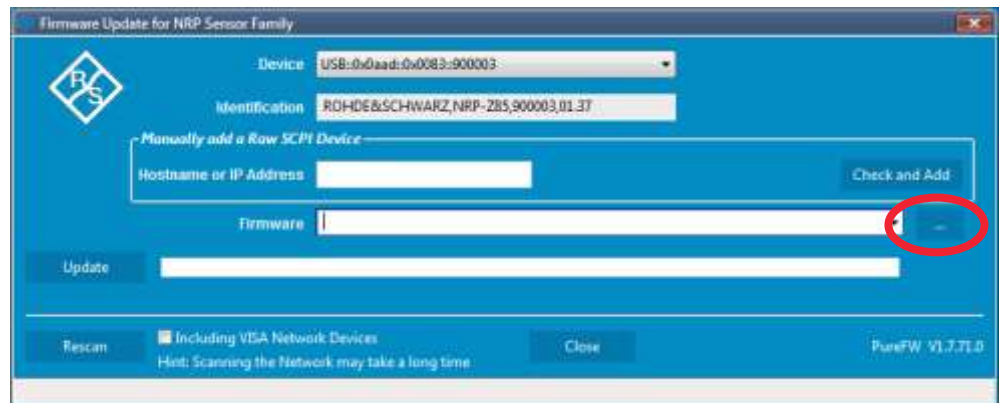 Firmware Update for NRP Sensor Family
R
S
Device USB::0x0aad::0x0083::900003
Identification ROHDE&SCHWARZ,NRP-Z85,900003,01.37
Manually add a Raw SCPI Device
Hostname or IP Address Check and Add
Firmware ...
Update
Rescan Including VISA Network Devices Close PureFW V1.7.71.0
Hint: Scanning the Network may take a long time